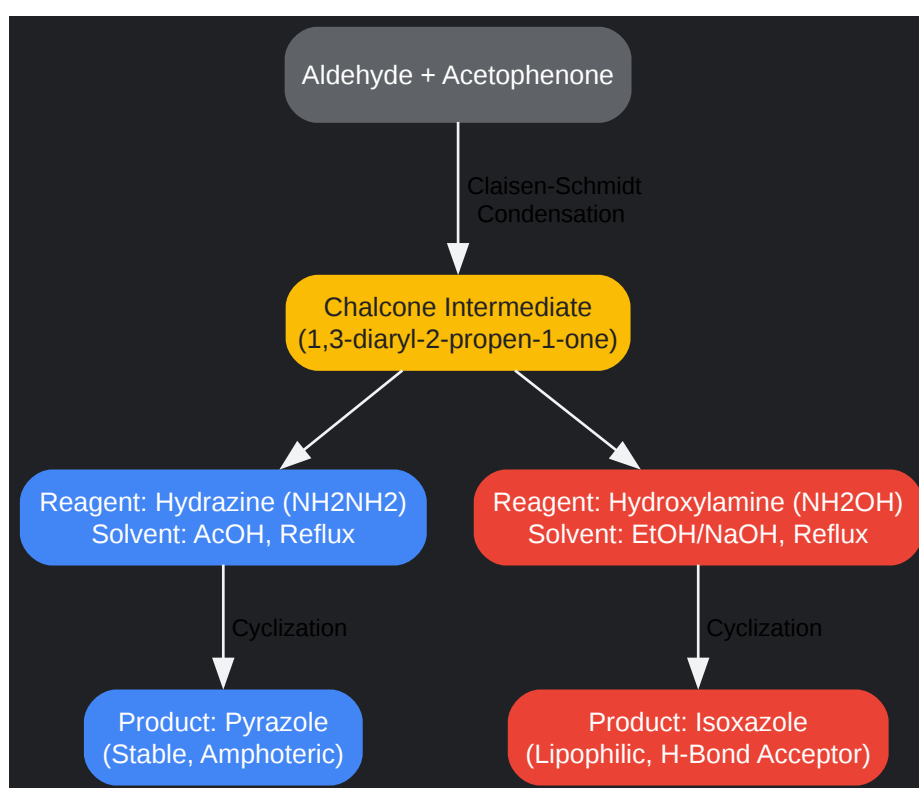 Aldehyde + Acetophenone
Claisen-Schmidt
Condensation
Chalcone Intermediate
(1,3-diaryl-2-propen-1-one)
Reagent: Hydrazine (NH2NH2)
Solvent: AcOH, Reflux
Reagent: Hydroxylamine (NH2OH)
Solvent: EtOH/NaOH, Reflux
Cyclization
Cyclization
Product: Pyrazole
(Stable, Amphoteric)
Product: Isoxazole
(Lipophilic, H-Bond Acceptor)